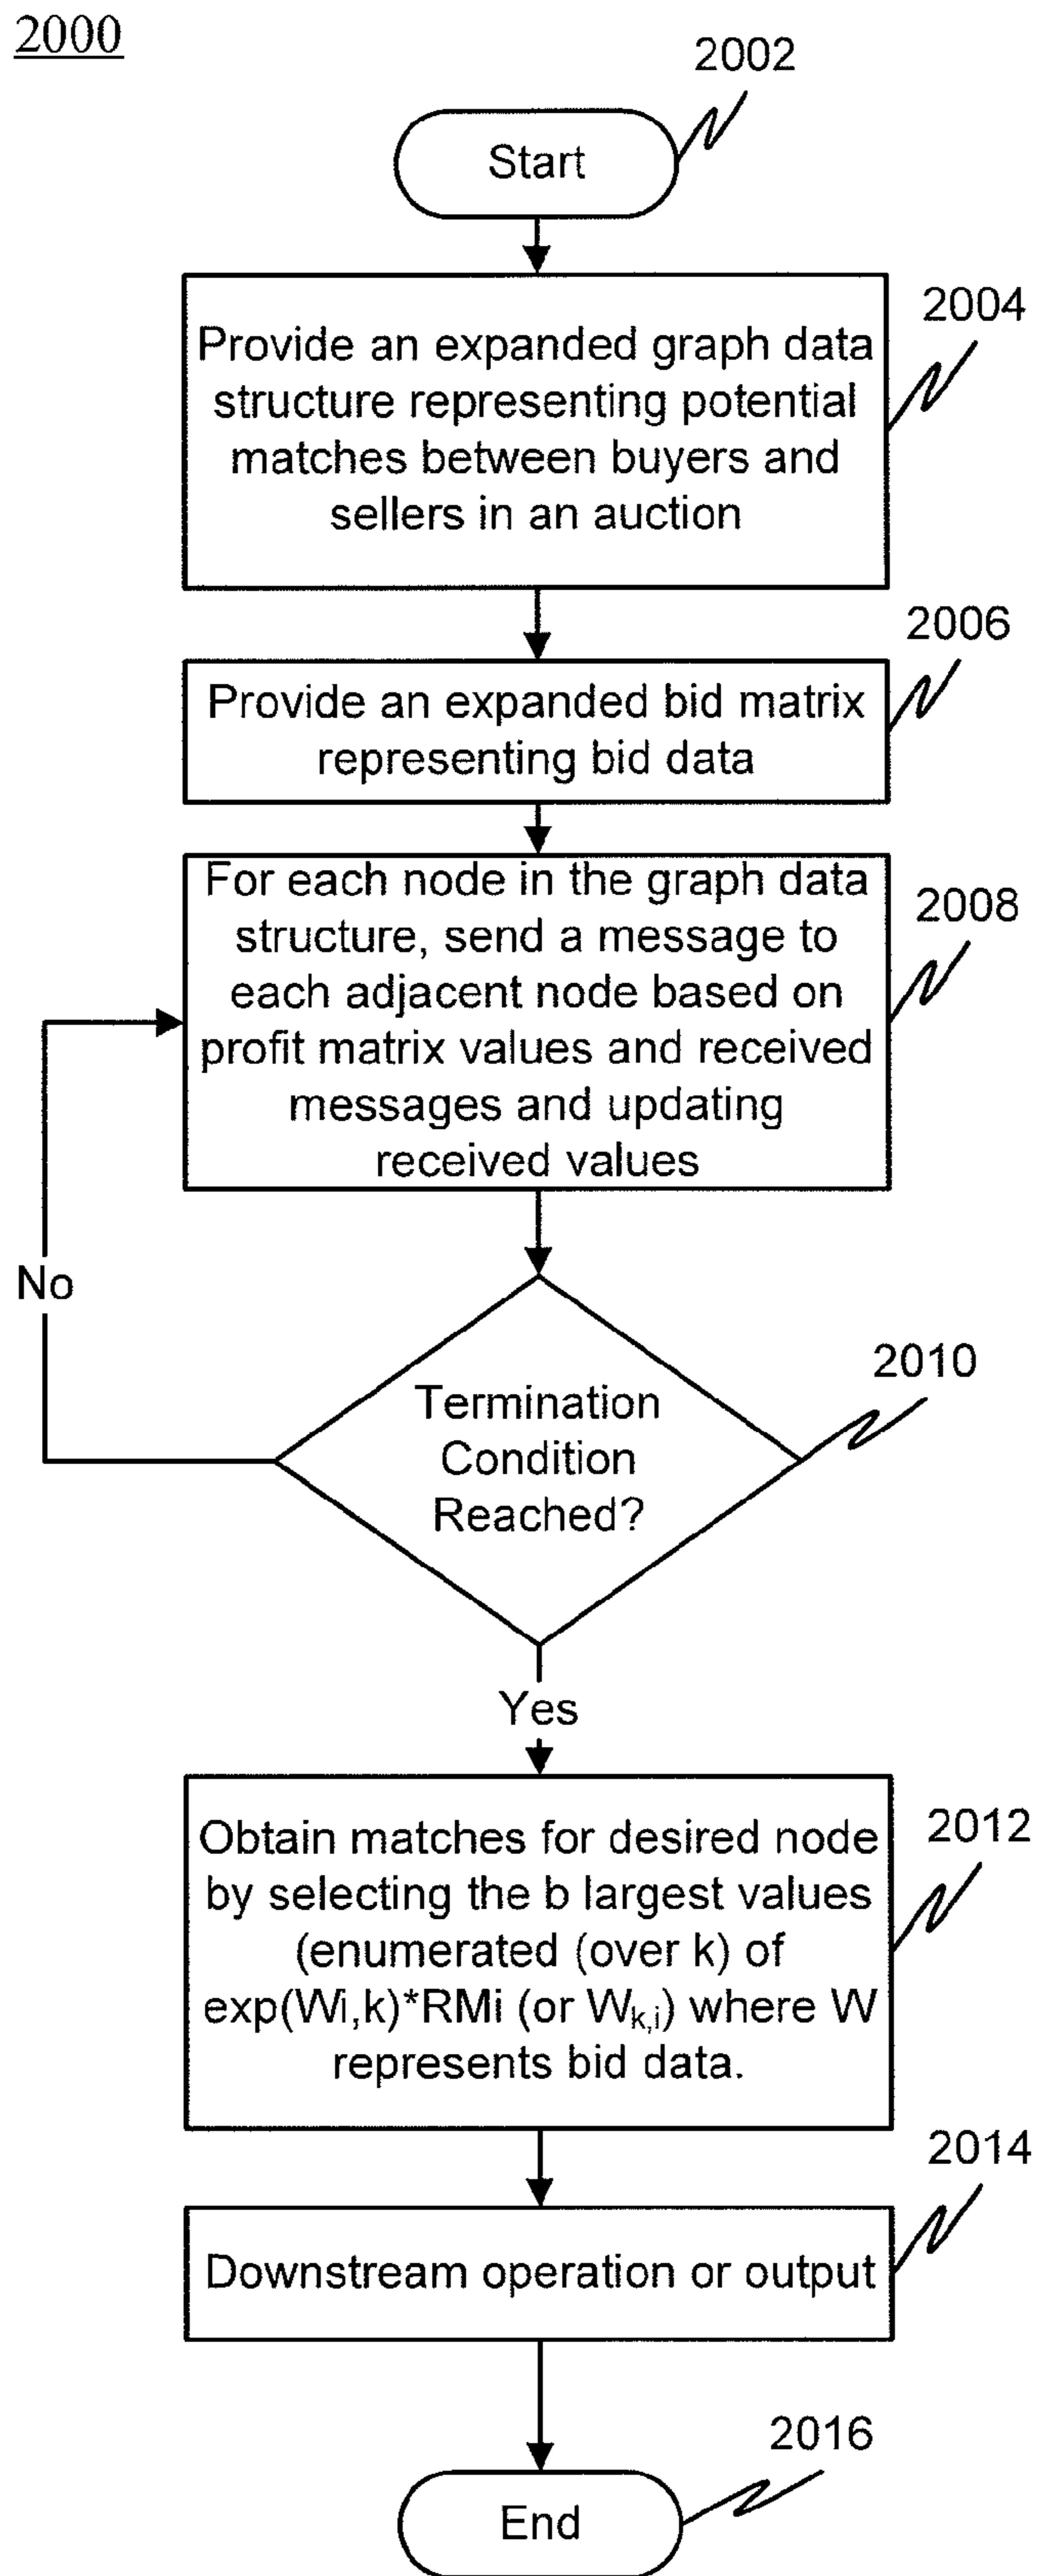 2000
2002
Start
2004
Provide an expanded graph data
structure representing potential
matches between buyers and
sellers in an auction
2006
Provide an expanded bid matrix
representing bid data
2008
For each node in the graph data
structure, send a message to
each adjacent node based on
profit matrix values and received
messages and updating
received values
No
2010
Termination
Condition
Reached?
Yes
2012
Obtain matches for desired node
by selecting the b largest values
(enumerated (over k) of
exp(Wi,k)*RMi (or Wk,i) where W
represents bid data.
2014
Downstream operation or output
2016
End